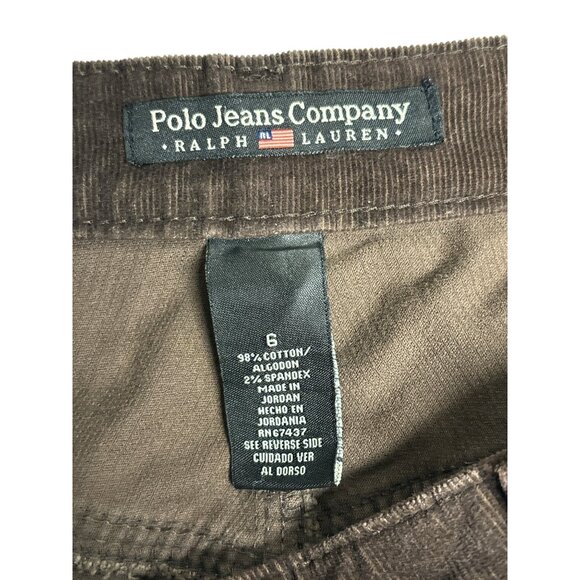 Polo Jeans Company
• RALPH RL LAUREN •
6
98% COTTON/
ALGODON
2% SPANDEX
MADE IN
JORDAN
HECHO EN
JORDANIA
RN67437
SEE REVERSE SIDE
CUIDADO VER
AL DORSO